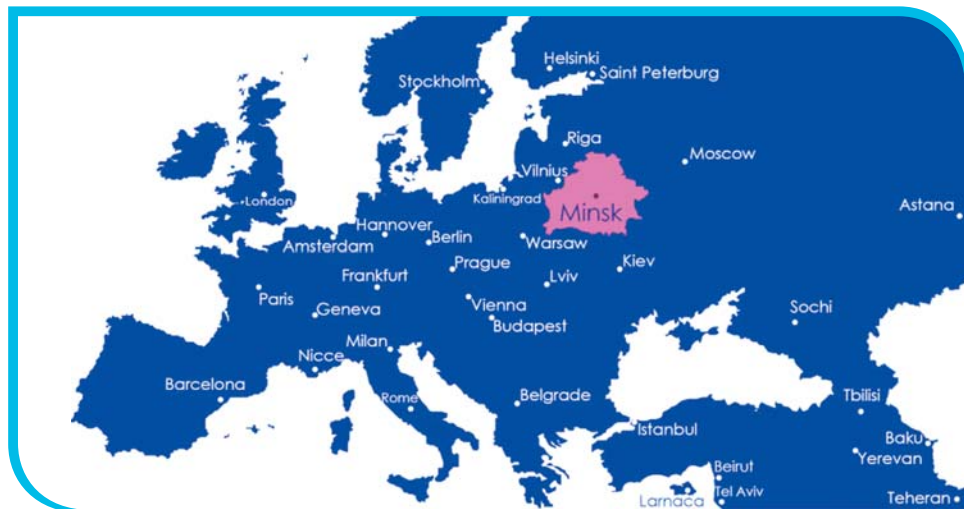 Helsinki
Saint Peterburg
Stockholm
Riga
Moscow
Vilnius
Kaliningrad
London
Minsk
Astana
Hannover
Amsterdam
Berlin
Warsaw
Prague
Kiev
Frankfurt
Lviv
Paris
Vienna
Geneva
Sochi
Budapest
Milan
Nicce
Barcelona
Rome
Belgrade
Tbilisi
Istanbul
Baku
Yerevan
Beirut
Tel Aviv
Larnaca
Teheran